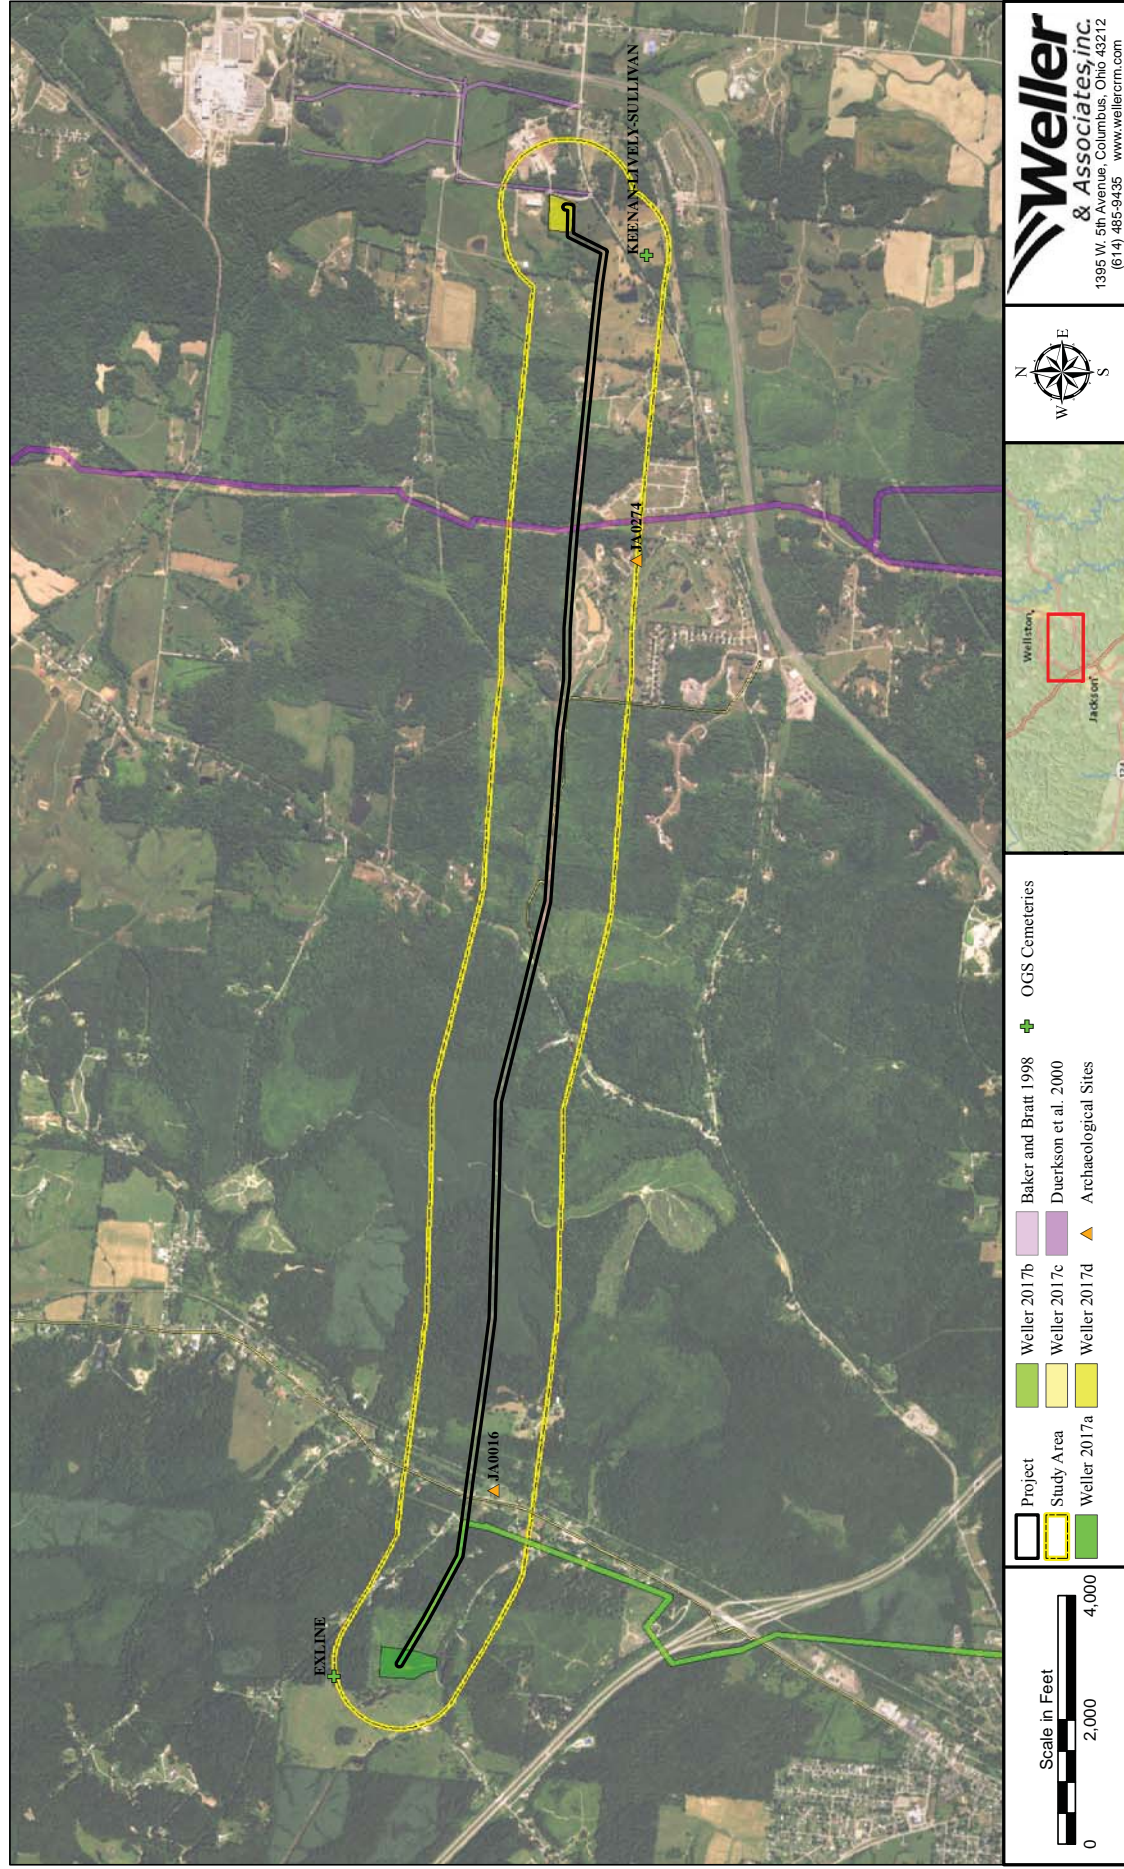 EXLINE
JA0016
JA0274
KEENAN-LIVELY-SULLIVAN
Scale in Feet
0 2,000 4,000
Project
Study Area
Weller 2017a
Weller 2017b
Weller 2017c
Weller 2017d
Baker and Bratt 1998
Duerkson et al. 2000
Archaeological Sites
OGS Cemeteries
Wellston
Jackson
N
W E
S
Weller
& Associates, inc.
1395 W. 5th Avenue, Columbus, Ohio 43212
(614) 485-9435 www.wellercrm.com